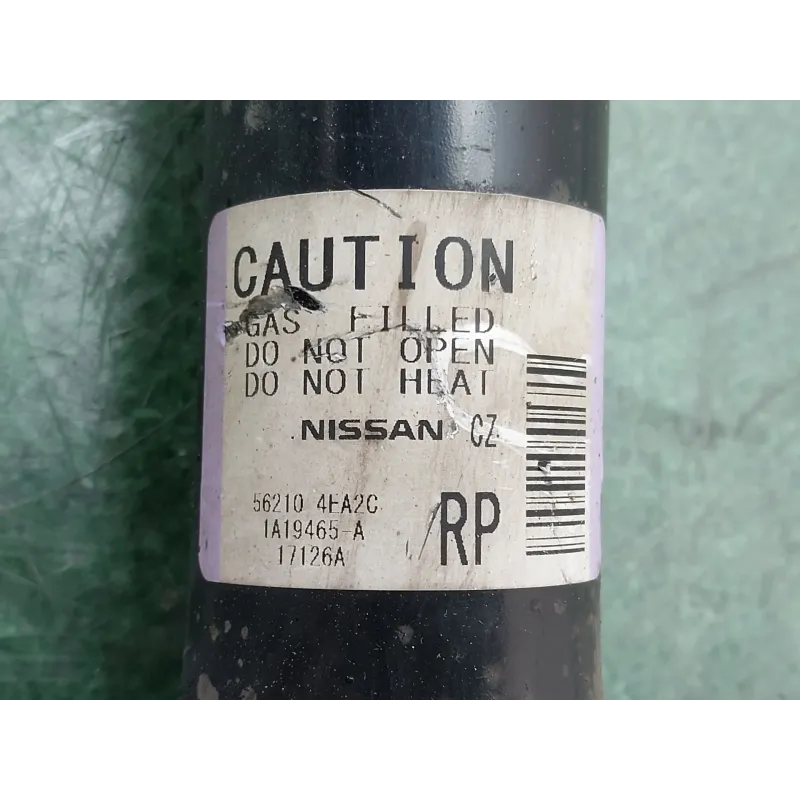 CAUTION
GAS FILLED
DO NOT OPEN
DO NOT HEAT
NISSAN CZ
56210 4EA2C
1A19465-A
17126A
RP